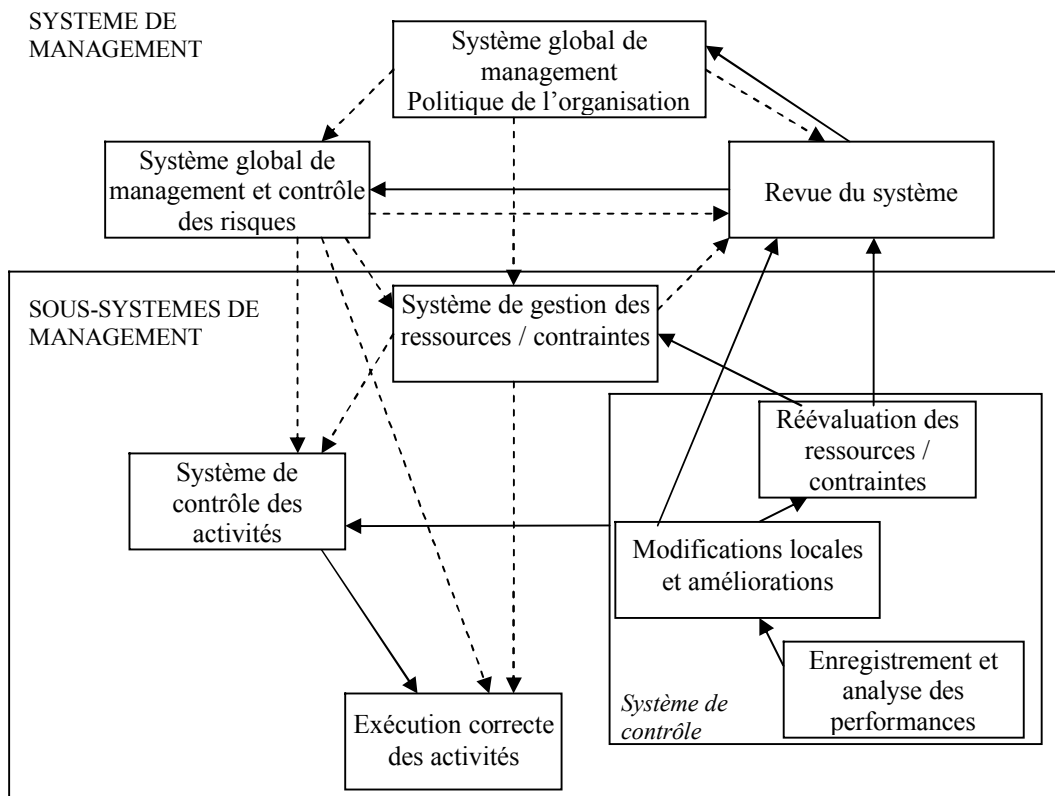 SYSTEME DE
MANAGEMENT
Système global de
management
Politique de l’organisation
Système global de
management et contrôle
des risques
Revue du système
SOUS-SYSTEMES DE
MANAGEMENT
Système de gestion des
ressources / contraintes
Réévaluation des
ressources /
contraintes
Système de
contrôle des
activités
Modifications locales
et améliorations
Enregistrement et
analyse des
performances
Système de
contrôle
Exécution correcte
des activités